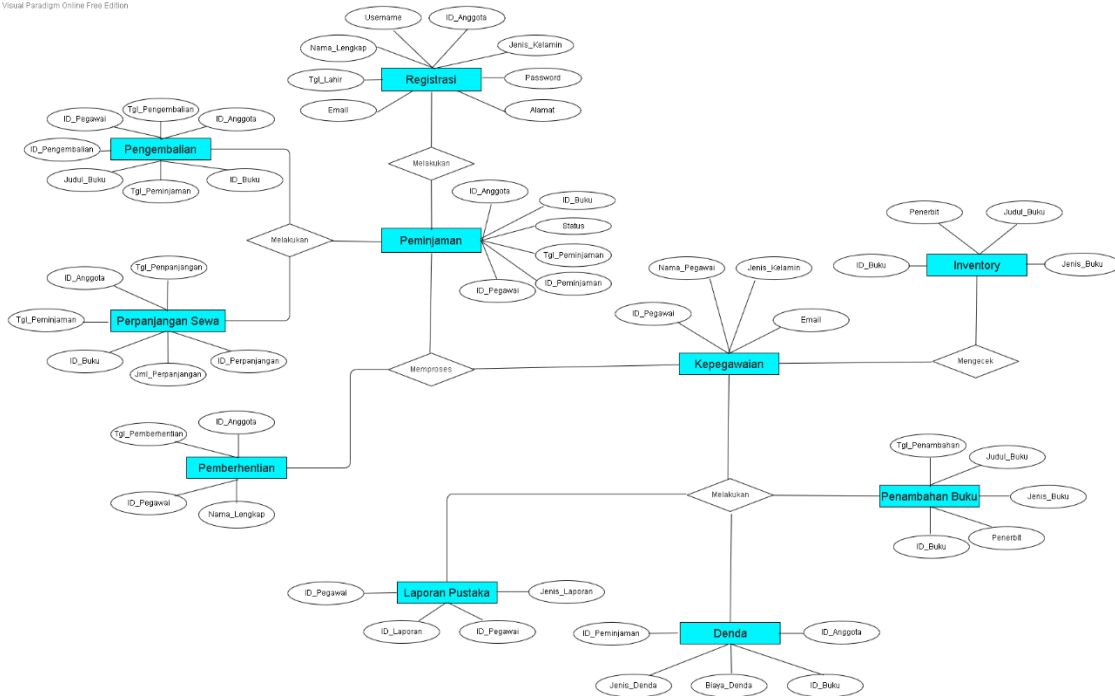 Visual Paradigm Online Free Edition
Username
ID_Anggota
Nama_Lengkap
Jenis_Kelamin
Tgl_Lahir
Registrasi
Password
Email
Alamat
Tgl_Pengembalian
ID_Pegawai
ID_Anggota
ID_Pengembalian
Pengembalian
Judul_Buku
ID_Buku
Tgl_Peminjaman
Melakukan
ID_Anggota
ID_Buku
Status
Peminjaman
Tgl_Peminjaman
ID_Peminjaman
ID_Pegawai
Melakukan
Tgl_Penpanjangan
ID_Anggota
Tgl_Peminjaman
Perpanjangan Sewa
ID_Buku
ID_Perpanjangan
Jml_Perpanjangan
Penerbit
Judul_Buku
ID_Buku
Inventory
Jenis_Buku
Nama_Pegawai
Jenis_Kelamin
ID_Pegawai
Email
Memproses
Kepegawaian
Mengecek
Tgl_Pemberhentian
ID_Anggota
Pemberhentian
ID_Pegawai
Nama_Lengkap
Tgl_Penambahan
Judul_Buku
Melakukan
Penambahan Buku
Jenis_Buku
ID_Buku
Penerbit
ID_Pegawai
Laporan Pustaka
Jenis_Laporan
ID_Laporan
ID_Pegawai
ID_Peminjaman
Denda
ID_Anggota
Jenis_Denda
Biaya_Denda
ID_Buku